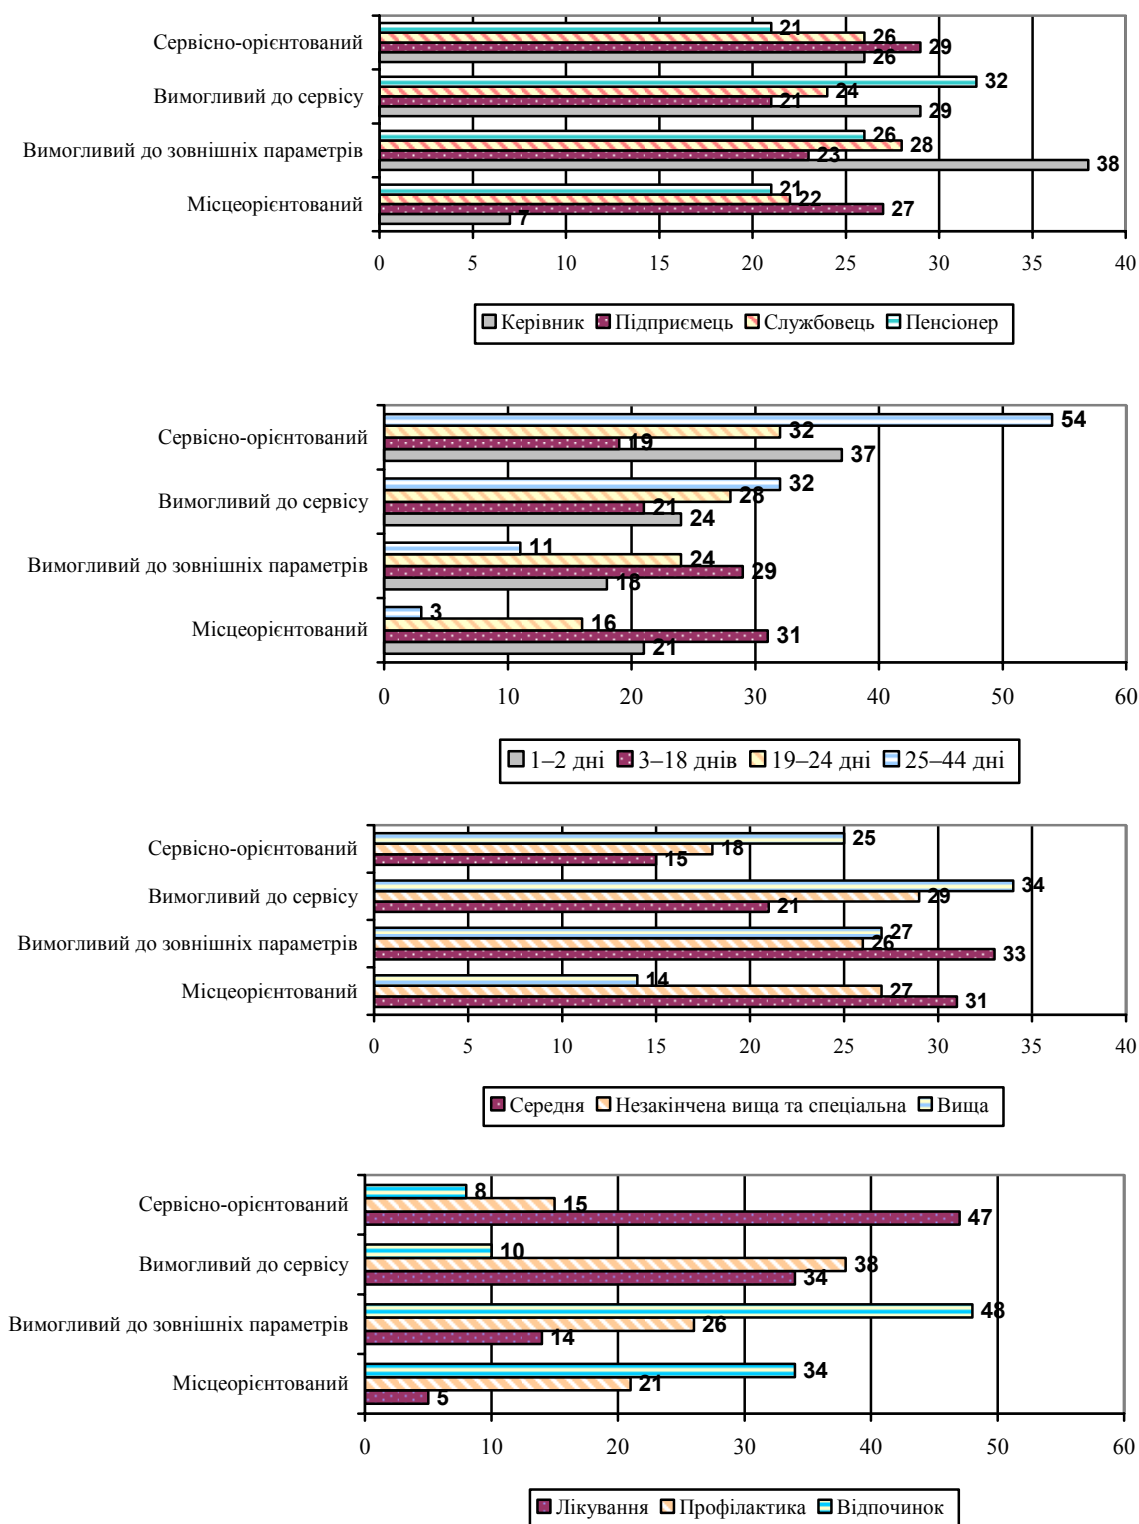 Сервісно-орієнтований
21
26
29
26
Вимогливий до сервісу
32
24
21
29
Вимогливий до зовнішніх параметрів
26
28
23
38
Місцеорієнтований
21
22
27
7
0 5 10 15 20 25 30 35 40
Керівник Підприємець Службовець Пенсіонер
Сервісно-орієнтований
54
32
19
37
Вимогливий до сервісу
32
28
21
24
Вимогливий до зовнішніх параметрів
11
24
29
18
Місцеорієнтований
3
16
31
21
0 10 20 30 40 50 60
1–2 дні 3–18 днів 19–24 дні 25–44 дні
Сервісно-орієнтований
25
18
15
Вимогливий до сервісу
34
29
21
Вимогливий до зовнішніх параметрів
27
26
33
Місцеорієнтований
14
27
31
0 5 10 15 20 25 30 35 40
Середня Незакінчена вища та спеціальна Вища
Сервісно-орієнтований
8
15
47
Вимогливий до сервісу
10
38
34
Вимогливий до зовнішніх параметрів
48
26
14
Місцеорієнтований
34
21
5
0 10 20 30 40 50 60
Лікування Профілактика Відпочинок